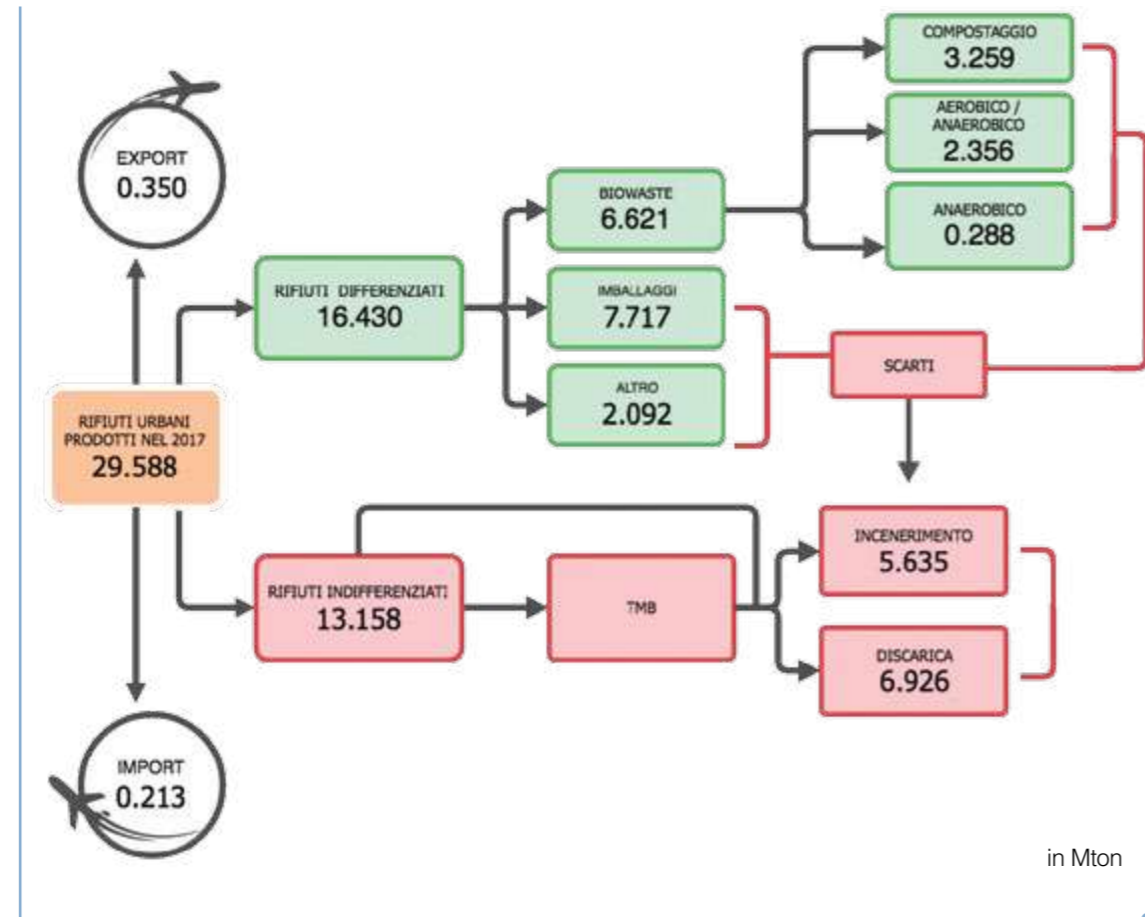 COMPOSTAGGIO
3.259
AEROBICO /
ANAEROBICO
2.356
ANAEROBICO
0.288
EXPORT
0.350
BIOWASTE
6.621
RIFIUTI DIFFERENZIATI
16.430
IMBALLAGGI
7.717
ALTRO
2.092
SCARTI
RIFIUTI URBANI
PRODOTTI NEL 2017
29.588
RIFIUTI INDIFFERENZIATI
13.158
TMB
INCENERIMENTO
5.635
DISCARICA
6.926
IMPORT
0.213
in Mton